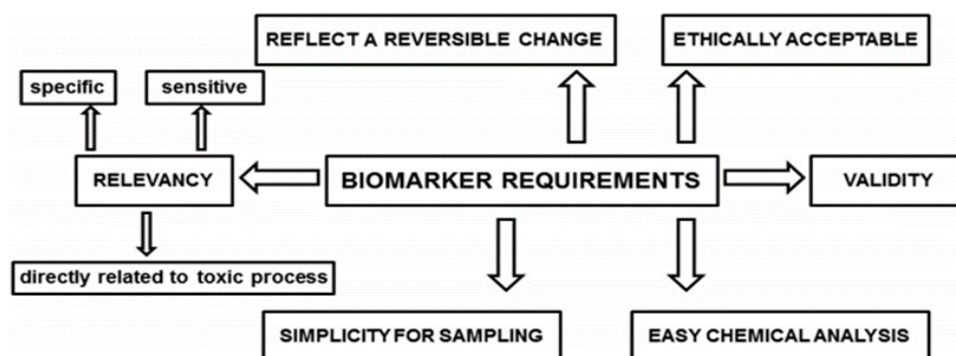 REFLECT A REVERSIBLE CHANGE
ETHICALLY ACCEPTABLE
specific
sensitive
RELEVANCY
BIOMARKER REQUIREMENTS
VALIDITY
directly related to toxic process
SIMPLICITY FOR SAMPLING
EASY CHEMICAL ANALYSIS